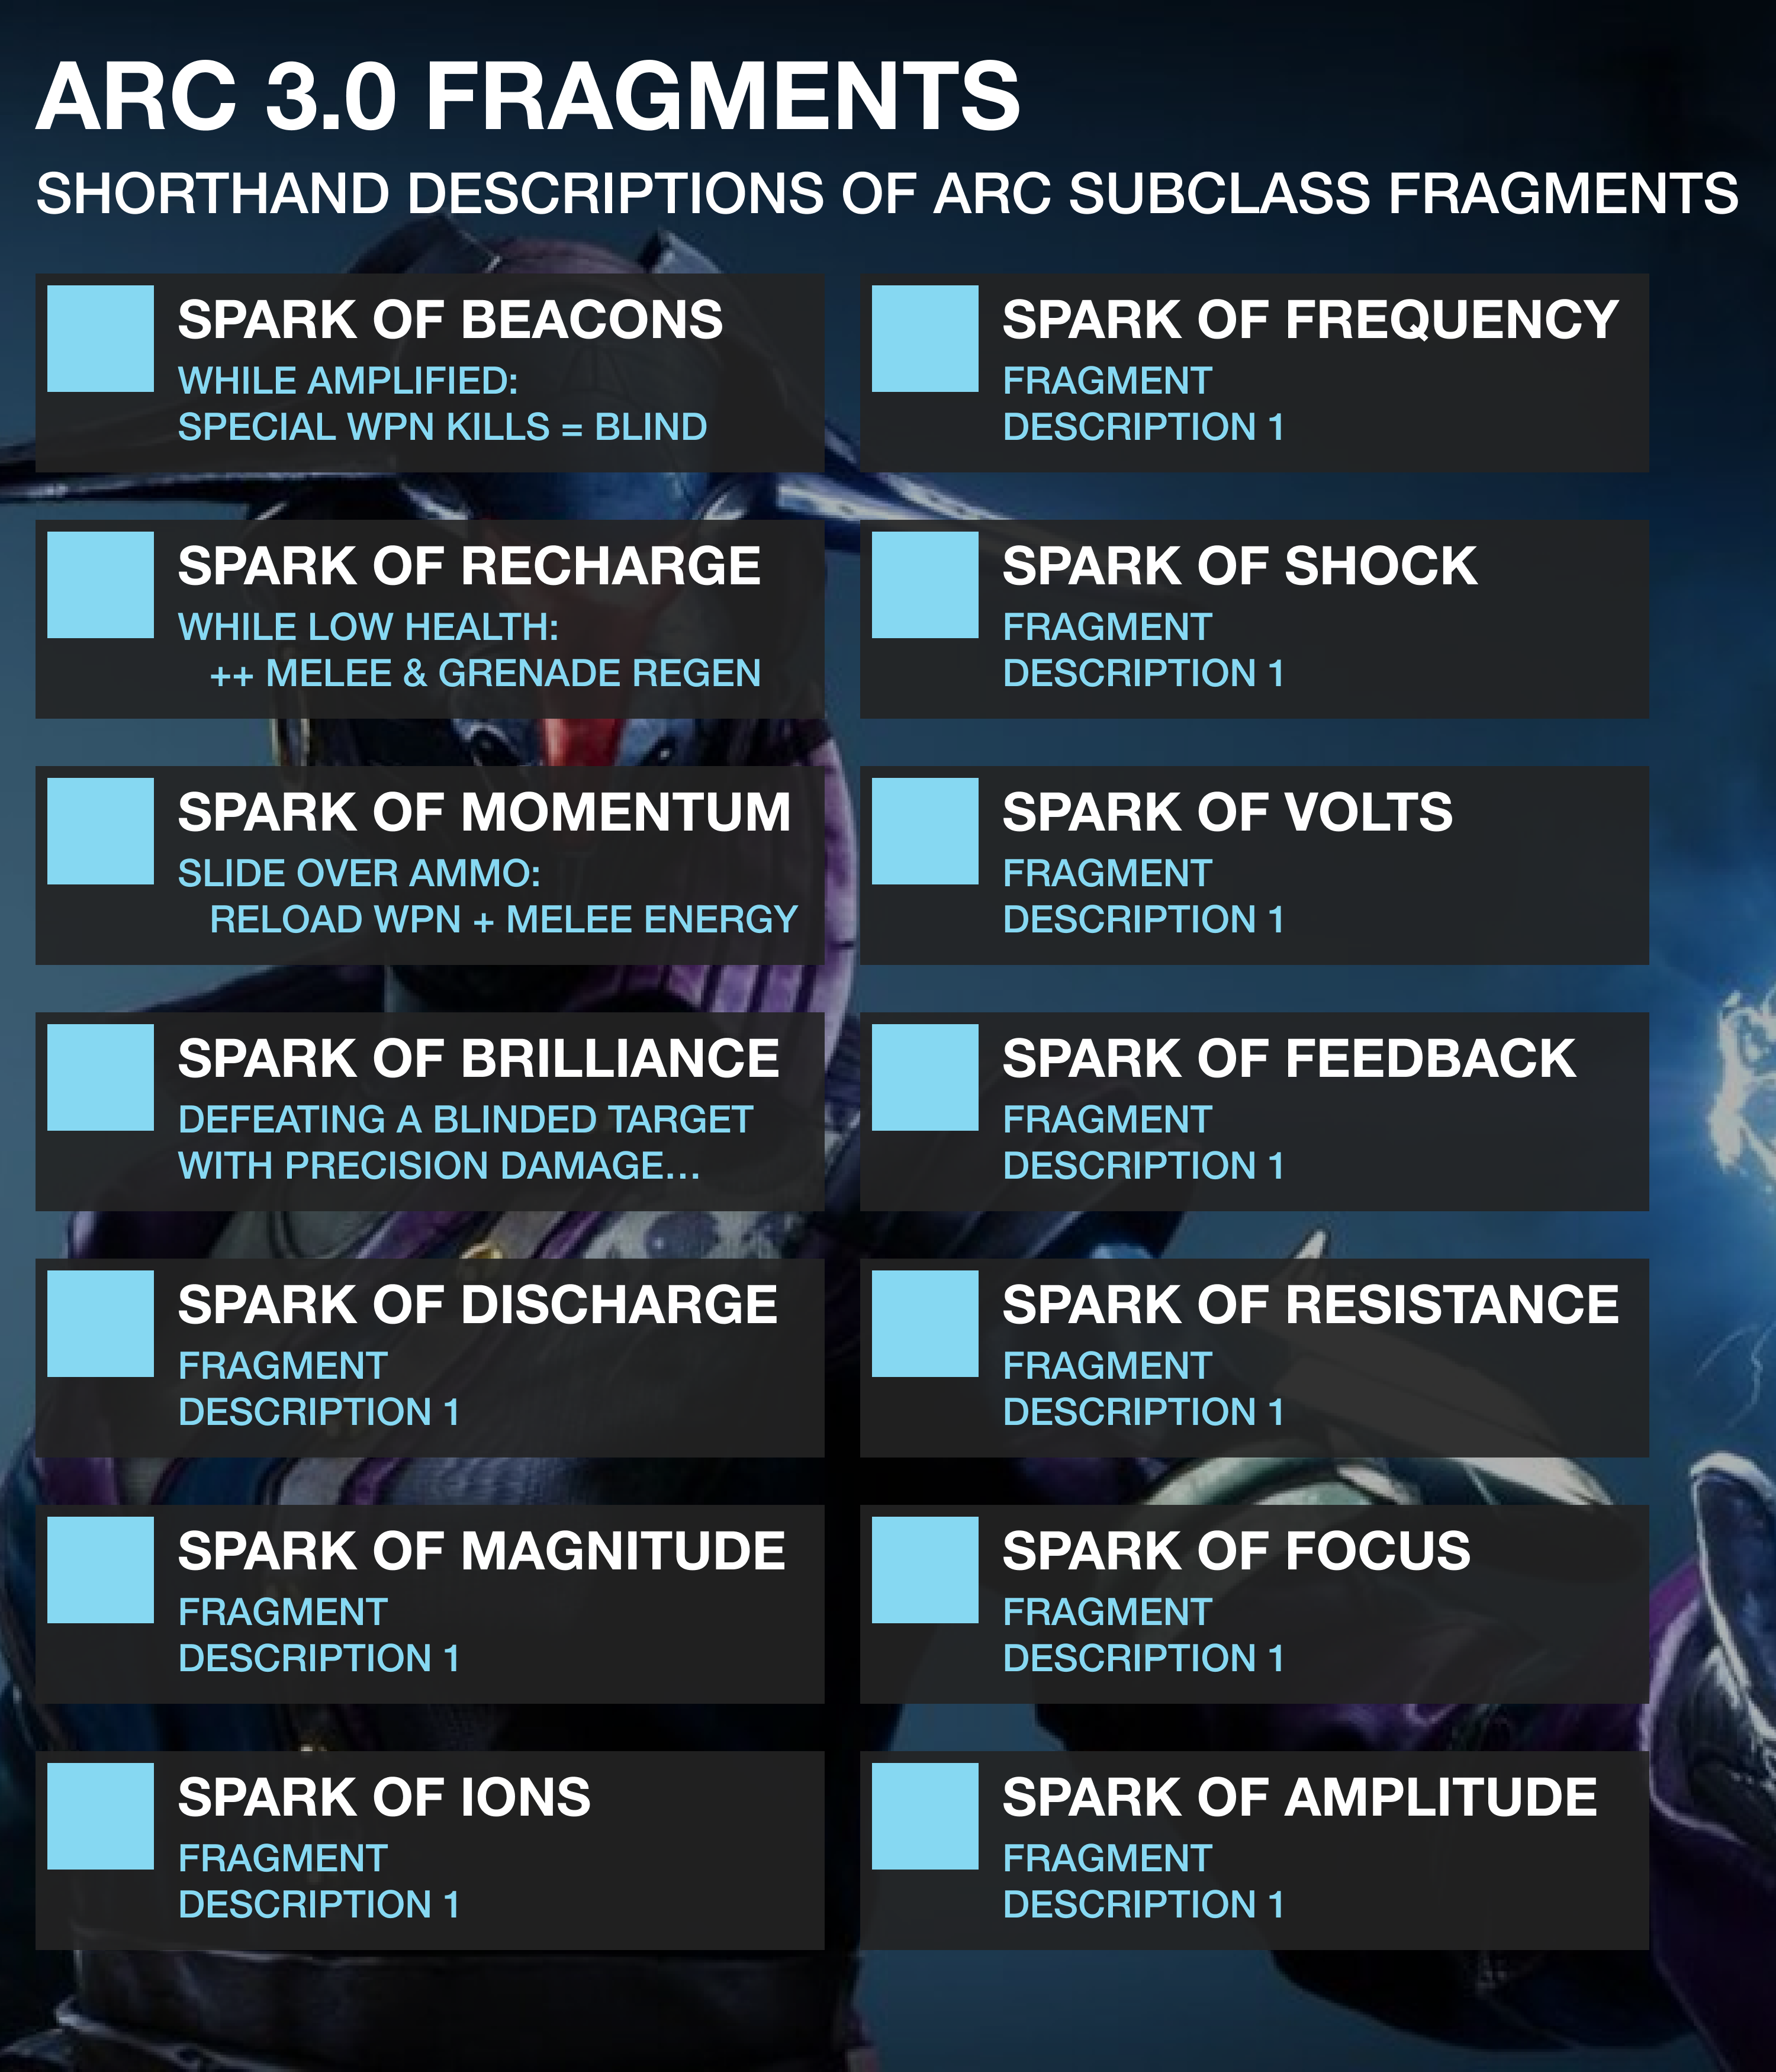 ARC 3.0 FRAGMENTS
SHORTHAND DESCRIPTIONS OF ARC SUBCLASS FRAGMENTS
SPARK OF BEACONS
WHILE AMPLIFIED:
SPECIAL WPN KILLS = BLIND
SPARK OF RECHARGE
WHILE LOW HEALTH:
++ MELEE & GRENADE REGEN
SPARK OF MOMENTUM
SLIDE OVER AMMO:
RELOAD WPN + MELEE ENERGY
SPARK OF BRILLIANCE
DEFEATING A BLINDED TARGET
WITH PRECISION DAMAGE...
SPARK OF DISCHARGE
FRAGMENT
DESCRIPTION 1
SPARK OF MAGNITUDE
FRAGMENT
DESCRIPTION 1
SPARK OF IONS
FRAGMENT
DESCRIPTION 1
SPARK OF FREQUENCY
FRAGMENT
DESCRIPTION 1
SPARK OF SHOCK
FRAGMENT
DESCRIPTION 1
SPARK OF VOLTS
FRAGMENT
DESCRIPTION 1
SPARK OF FEEDBACK
FRAGMENT
DESCRIPTION 1
SPARK OF RESISTANCE
FRAGMENT
DESCRIPTION 1
SPARK OF FOCUS
FRAGMENT
DESCRIPTION 1
SPARK OF AMPLITUDE
FRAGMENT
DESCRIPTION 1